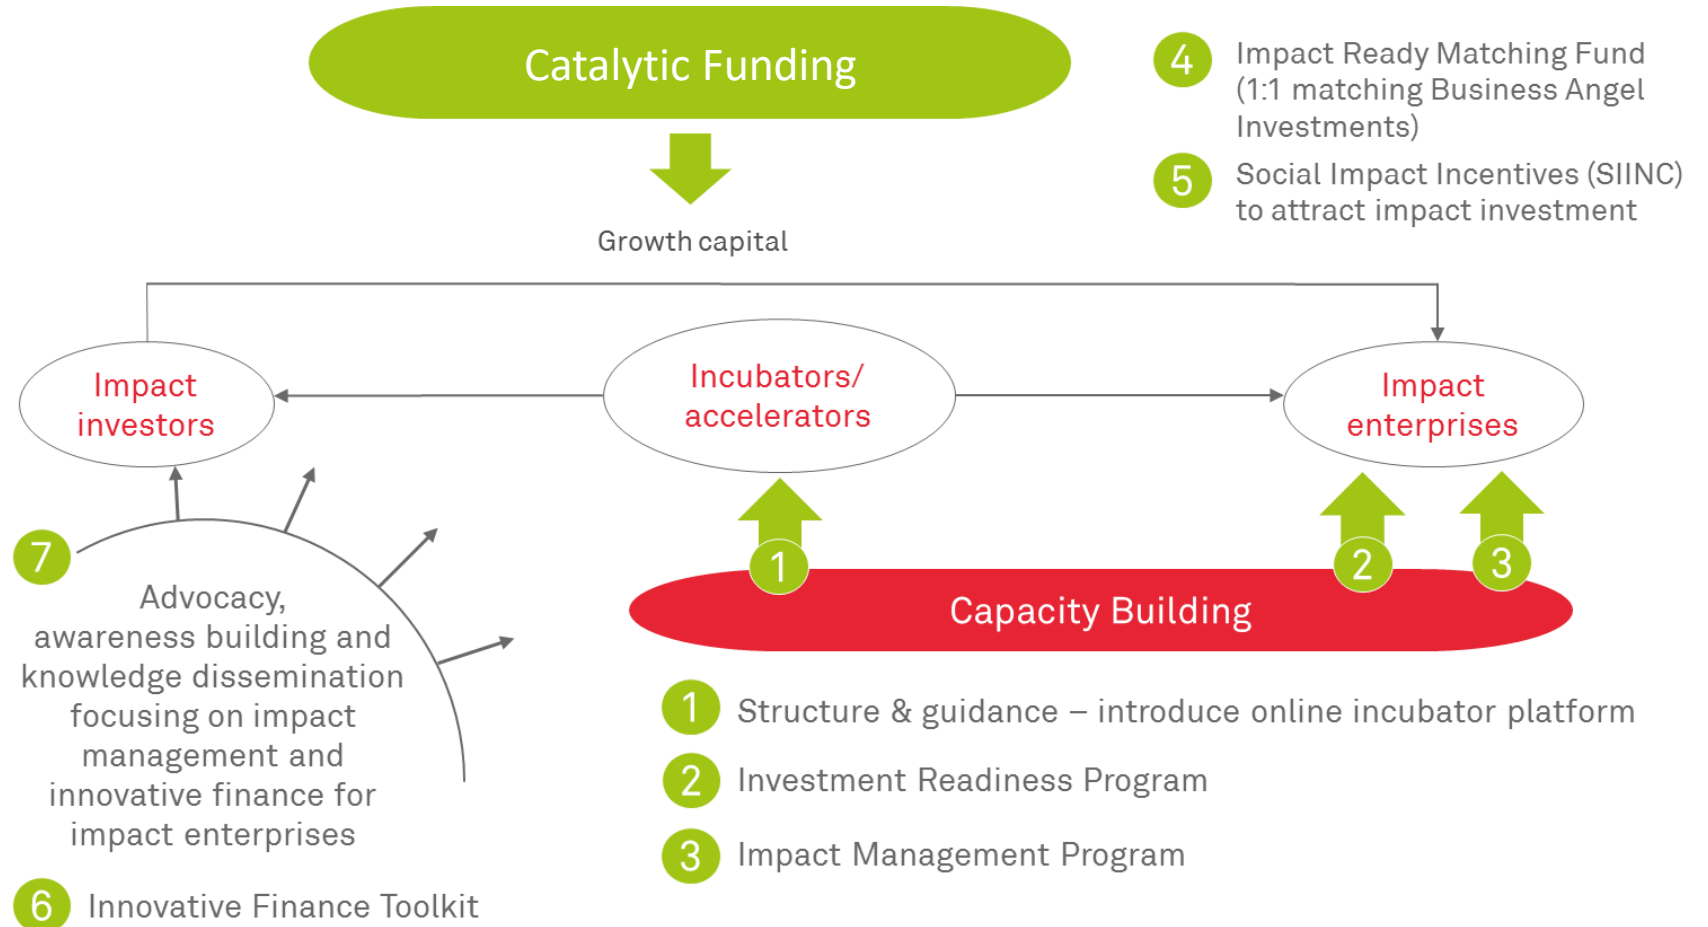 Catalytic Funding
4 Impact Ready Matching Fund
(1:1 matching Business Angel
Investments)
5 Social Impact Incentives (SIINC)
to attract impact investment
Growth capital
Impact
investors
Incubators/
accelerators
Impact
enterprises
1
2
3
Capacity Building
7
Advocacy,
awareness building and
knowledge dissemination
focusing on impact
management and
innovative finance for
impact enterprises
6 Innovative Finance Toolkit
1 Structure & guidance – introduce online incubator platform
2 Investment Readiness Program
3 Impact Management Program